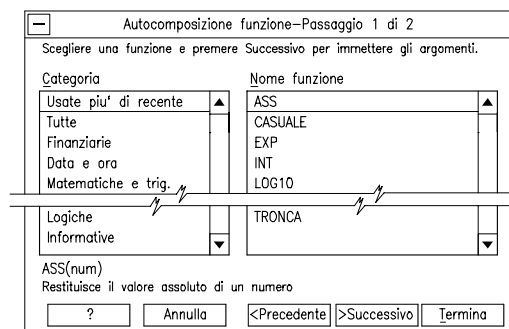 Autocomposizione funzione–Passaggio 1 di 2
Scegliere una funzione e premere Successivo per immettere gli argomenti.
Categoria
Usate piu' di recente
Tutte
Finanziarie
Data e ora
Matematiche e trig.
Logiche
Informative
Nome funzione
ASS
CASUALE
EXP
INT
LOG10
TRONCA
ASS(num)
Restituisce il valore assoluto di un numero
? Annulla <Precedente >Successivo Termina